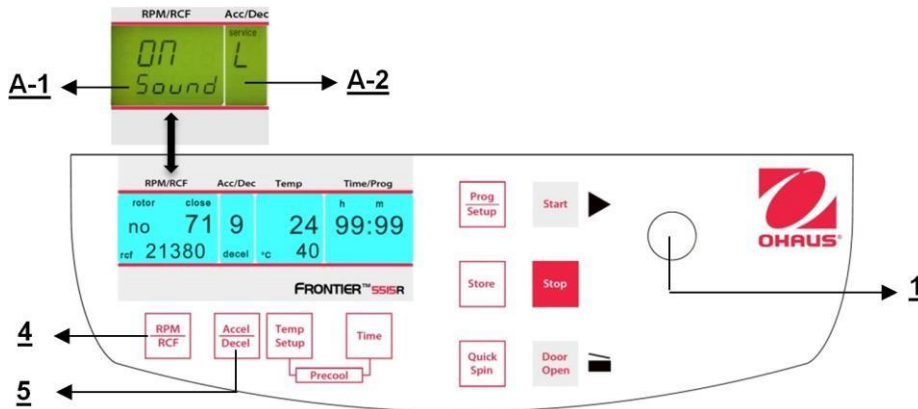 RPM/RCF Acc/Dec
service
ON L
A-1 Sound A-2
RPM/RCF Acc/Dec Temp Time/Prog
rotor close h m
no 71 9 24 99:99
rcf 21380 decel °C 40
FRONTIER™ 5515R
RPM
RCF
Accel
Decel
Temp
Setup
Time
Precool
4
5
Prog
Setup
Start
Store
Stop
Quick
Spin
Door
Open
OHAUS®
1